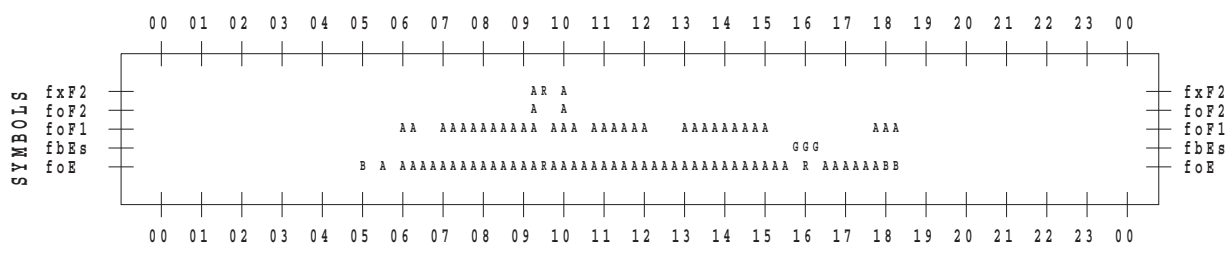 00 01 02 03 04 05 06 07 08 09 10 11 12 13 14 15 16 17 18 19 20 21 22 23 00
SYMBOLS
fxF2 AR A fxF2
foF2 A A foF2
foF1 AA AAAAAAAAAA AAA AAAAAA AAAAAAAAA AAA foF1
fbEs GGG fbEs
foE B A AAAAAAAAAAAAAARAAAAAAAAAAAAAAAAAAAAAAAA R AAAAAABB foE
00 01 02 03 04 05 06 07 08 09 10 11 12 13 14 15 16 17 18 19 20 21 22 23 00